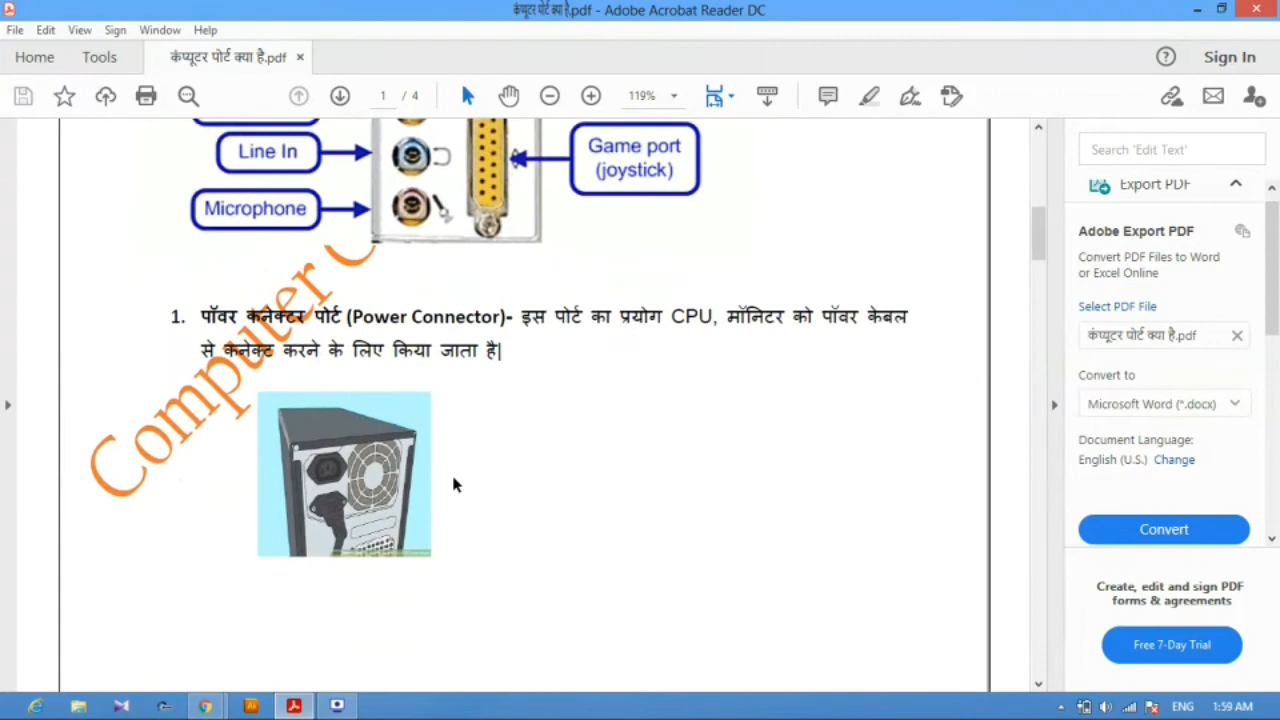 कंप्यूटर पोर्ट क्या है.pdf - Adobe Acrobat Reader DC
File Edit View Sign Window Help
Home Tools कंप्यूटर पोर्ट क्या है.pdf × Sign In
1 / 4 119%
Line In
Game port
(joystick)
Microphone
Computer
1. पॉवर कनेक्टर पोर्ट (Power Connector)- इस पोर्ट का प्रयोग CPU, मॉनिटर को पॉवर केबल
से कनेक्ट करने के लिए किया जाता है|
Search 'Edit Text'
Export PDF
Adobe Export PDF
Convert PDF Files to Word
or Excel Online
Select PDF File
कंप्यूटर पोर्ट क्या है.pdf
Convert to
Microsoft Word (*.docx)
Document Language:
English (U.S.) Change
Convert
Create, edit and sign PDF
forms & agreements
Free 7-Day Trial
ENG 1:59 AM